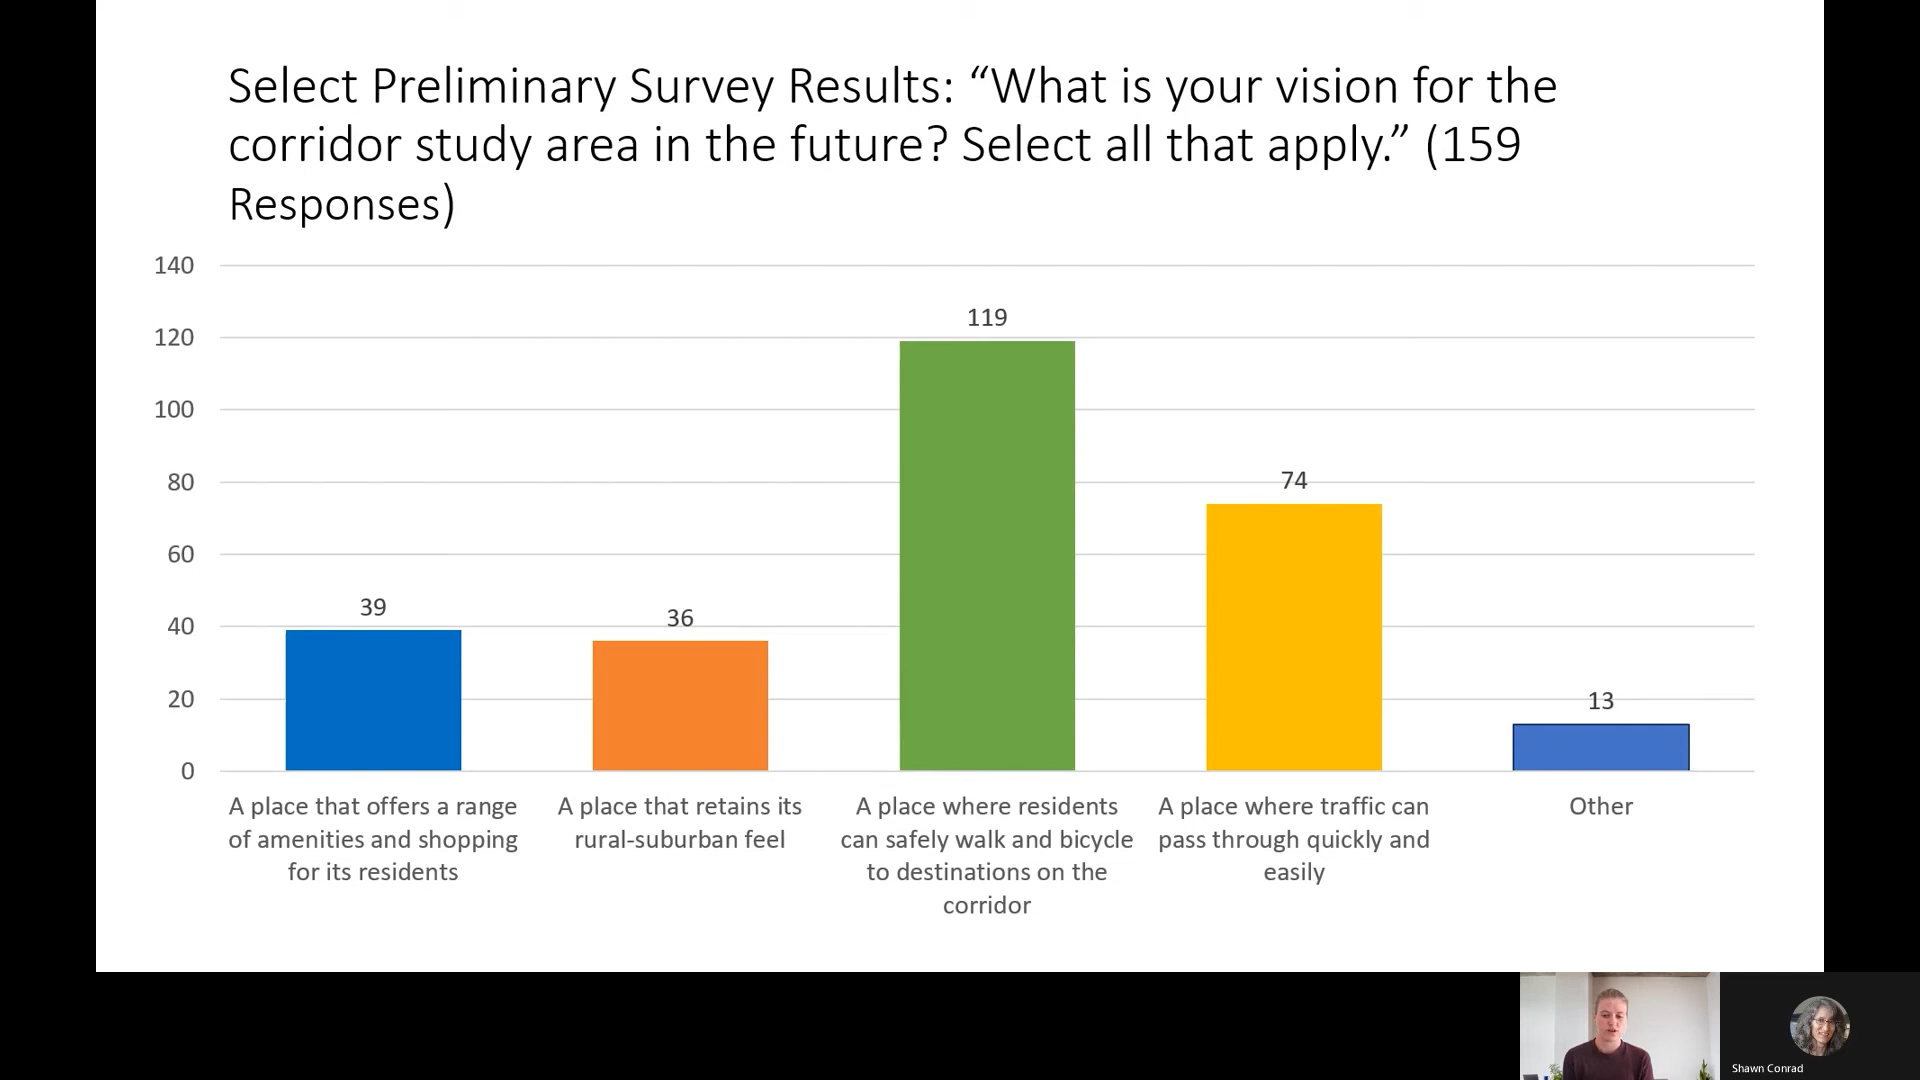 Select Preliminary Survey Results: “What is your vision for the
corridor study area in the future? Select all that apply.” (159
Responses)
140
120
100
80
60
40
20
0
39
36
119
74
13
A place that offers a range
of amenities and shopping
for its residents
A place that retains its
rural-suburban feel
A place where residents
can safely walk and bicycle
to destinations on the
corridor
A place where traffic can
pass through quickly and
easily
Other
Shawn Conrad